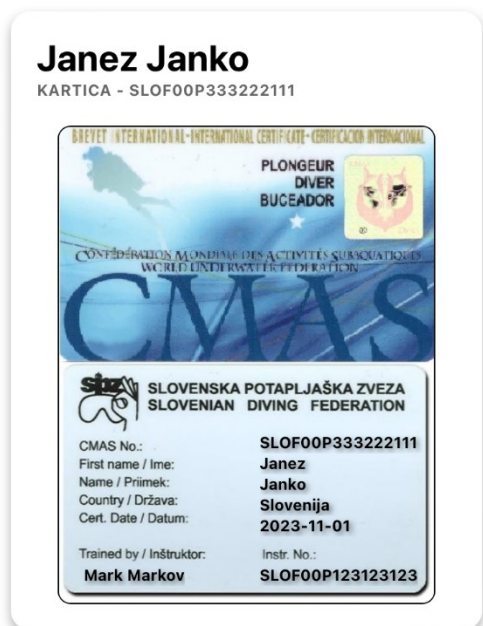 Janez Janko
KARTICA - SLOF00P333222111
BREVET INTERNATIONAL-INTERNATIONAL CERTIFICATE-CERTIFICACION INTERNACIONAL
PLONGEUR
DIVER
BUCEADOR
CONFÉDÉRATION MONDIALE DES ACTIVITÉS SUBAQUATIQUES
WORLD UNDERWATER FEDERATION
CMAS
spz
SLOVENSKA POTAPLJAŠKA ZVEZA
SLOVENIAN DIVING FEDERATION
CMAS No.: SLOF00P333222111
First name / Ime: Janez
Name / Priimek: Janko
Country / Država: Slovenija
Cert. Date / Datum: 2023-11-01
Trained by / Inštruktor: Instr. No.:
Mark Markov SLOF00P123123123